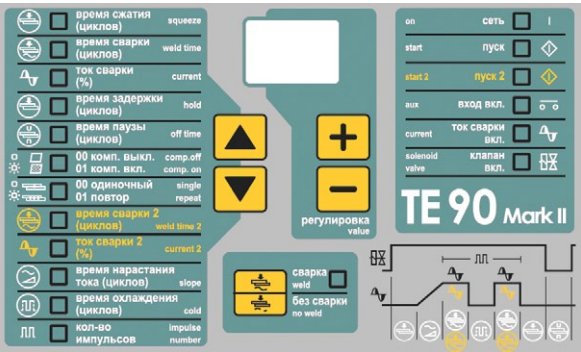 время сжатия
(циклов) squeeze
время сварки
(циклов) weld time
ток сварки
(%) current
время задержки
(циклов) hold
время паузы
(циклов) off time
00 комп. выкл. comp.off
01 комп. вкл. comp. on
00 одиночный single
01 повтор repeat
время сварки 2
(циклов) weld time 2
ток сварки 2
(%) current 2
время нарастания
тока (циклов) slope
время охлаждения
(циклов) cold
кол-во impulse
импульсов number
регулировка
value
сварка
weld
без сварки
no weld
on сеть I
start пуск
start 2 пуск 2
aux вход вкл.
current ток сварки
вкл.
solenoid клапан
valve вкл.
TE 90 Mark II